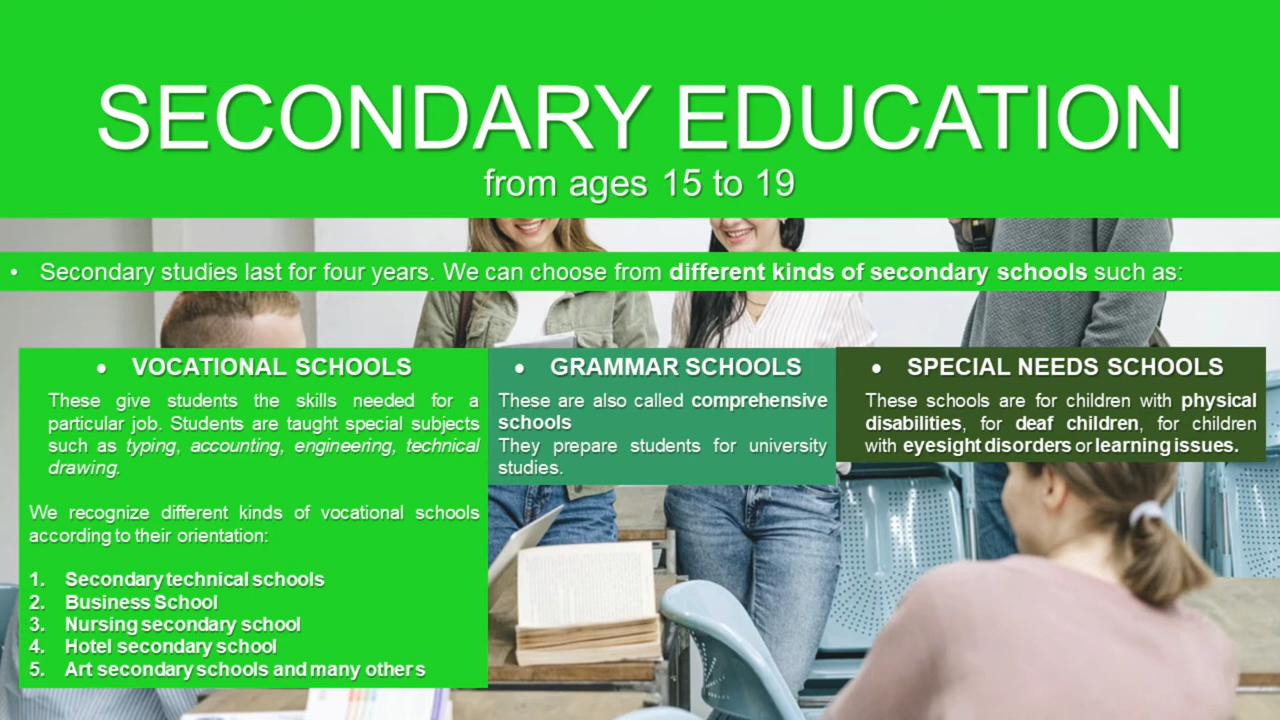 SECONDARY EDUCATION
from ages 15 to 19
• Secondary studies last for four years. We can choose from different kinds of secondary schools such as:
• VOCATIONAL SCHOOLS
These give students the skills needed for a
particular job. Students are taught special subjects
such as typing, accounting, engineering, technical
drawing.
We recognize different kinds of vocational schools
according to their orientation:
1. Secondary technical schools
2. Business School
3. Nursing secondary school
4. Hotel secondary school
5. Art secondary schools and many others
• GRAMMAR SCHOOLS
These are also called comprehensive
schools
They prepare students for university
studies.
• SPECIAL NEEDS SCHOOLS
These schools are for children with physical
disabilities, for deaf children, for children
with eyesight disorders or learning issues.